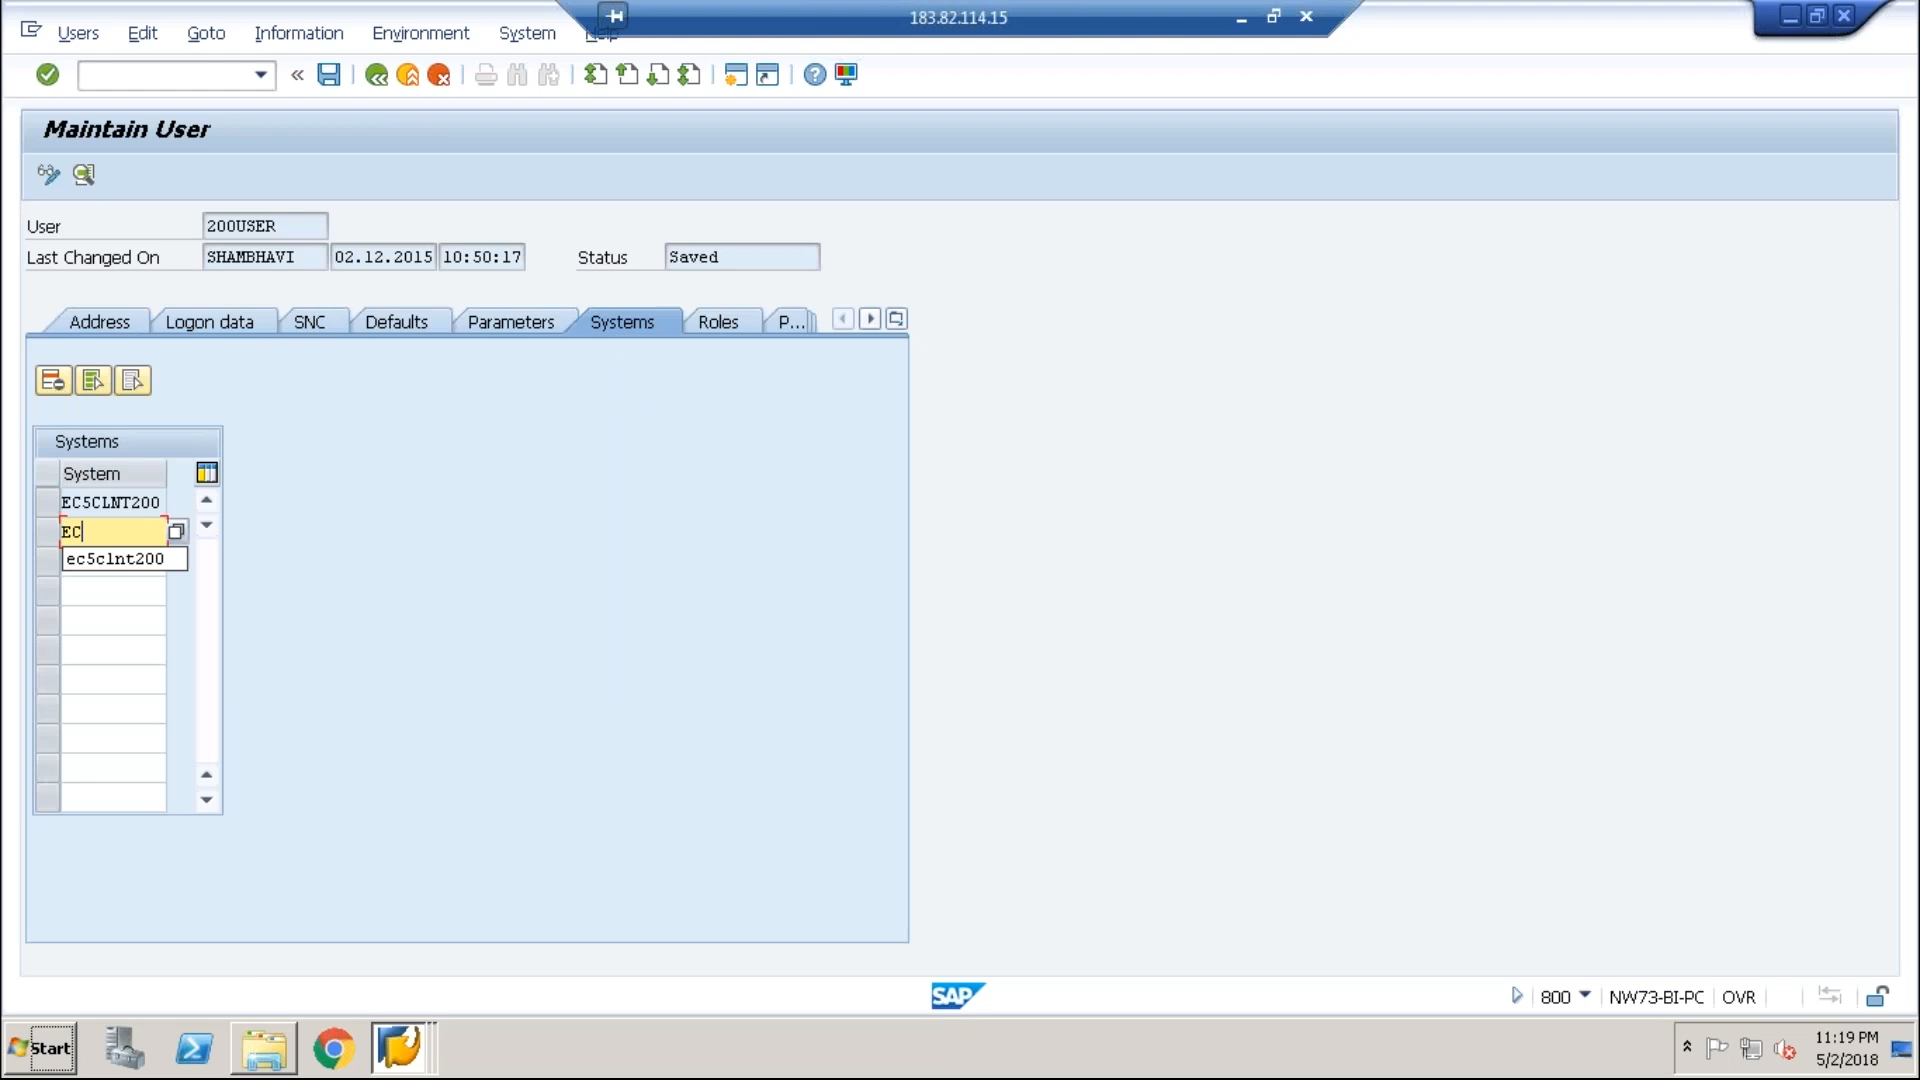 183.82.114.15
Users Edit Goto Information Environment System Help
Maintain User
User 200USER
Last Changed On SHAMBHAVI 02.12.2015 10:50:17 Status Saved
Address Logon data SNC Defaults Parameters Systems Roles P...
Systems
System
EC5CLNT200
EC
ec5clnt200
SAP
800 NW73-BI-PC OVR
Start
11:19 PM
5/2/2018